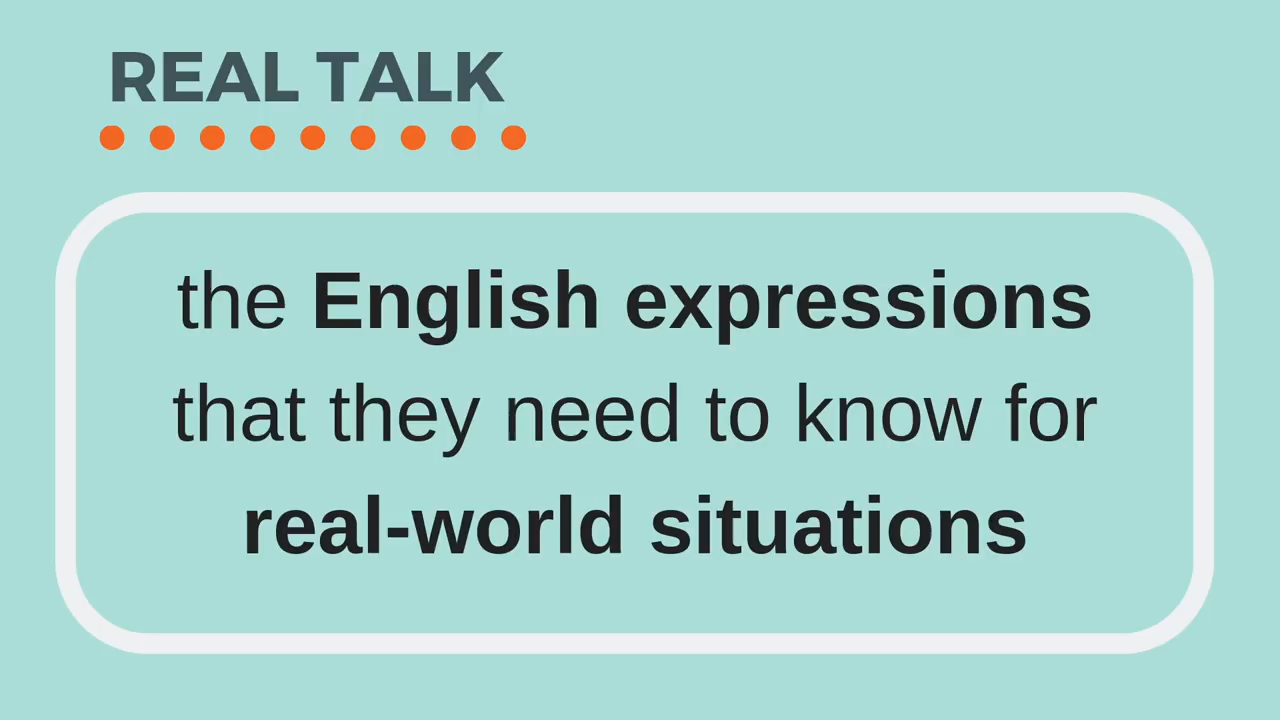 REAL TALK
the English expressions
that they need to know for
real-world situations